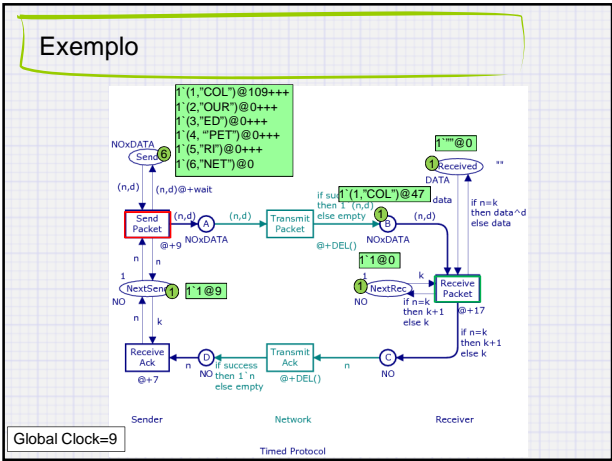 Exemplo
1`(1,"COL")@109+++
1`(2,"OUR")@0+++
1`(3,"ED")@0+++
1`(4, "“PET")@0+++
1`(5,"RI")@0+++
1`(6,"NET")@0
NOxDATA
Send
6
1`""@0
1
Received
""
DATA
(n,d)
(n,d)@+wait
if suc
1`(1,"COL")@47
data
then 1`(n,d)
else empty
1
if n=k
then data^d
else data
Send
Packet
(n,d)
A
(n,d)
Transmit
Packet
B
(n,d)
@+9
NOxDATA
@+DEL()
NOxDATA
n
n
1`1@0
1
1
NextSend
1
1`1@9
1
NextRec
k
Receive
Packet
NO
NO
if n=k
then k+1
else k
@+17
n
k
if n=k
then k+1
else k
Receive
Ack
n
D
if success
then 1`n
else empty
Transmit
Ack
n
C
@+7
NO
@+DEL()
NO
Sender
Network
Receiver
Global Clock=9
Timed Protocol